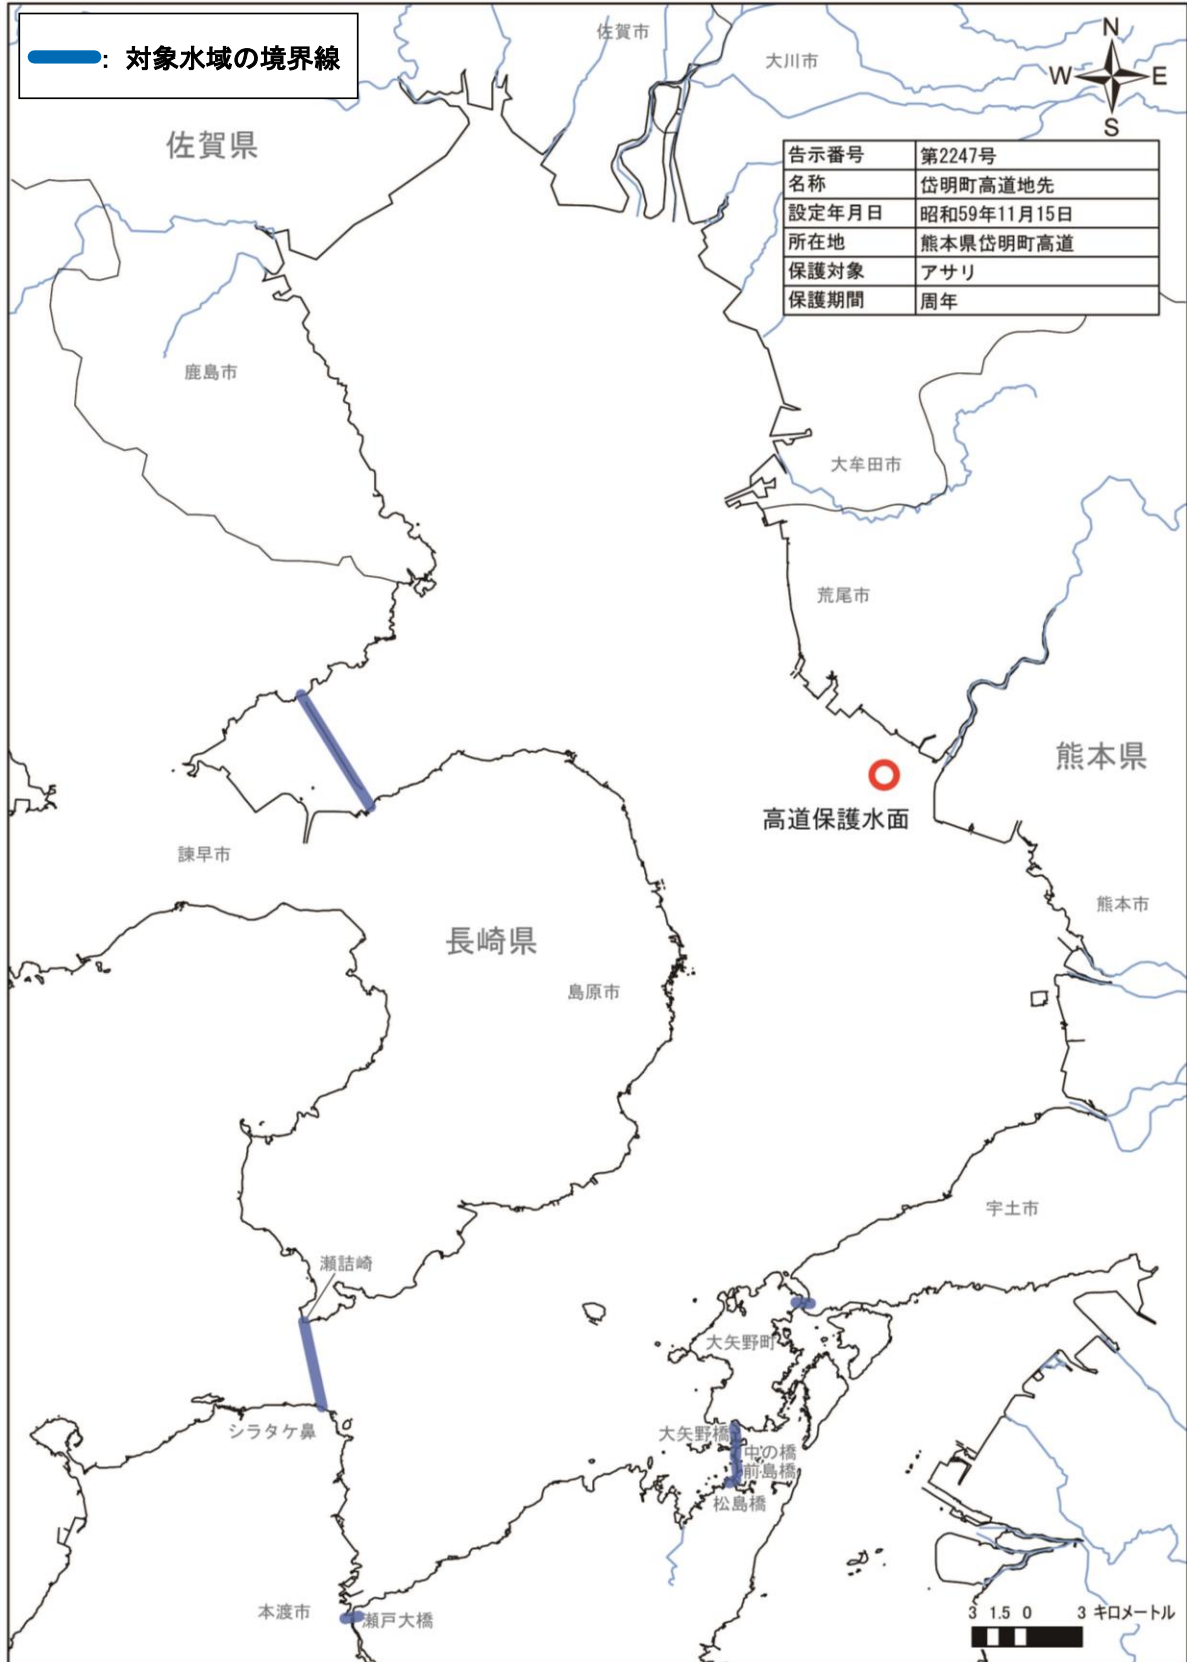 : 対象水域の境界線
佐賀市
大川市
N
W
E
S
佐賀県
告示番号 第2247号
名称 岱明町高道地先
設定年月日 昭和59年11月15日
所在地 熊本県岱明町高道
保護対象 アサリ
保護期間 周年
鹿島市
大牟田市
荒尾市
熊本県
高道保護水面
諫早市
熊本市
長崎県
島原市
宇土市
瀬詰崎
大矢野町
シラタケ鼻
大矢野橋
中の橋
前島橋
松島橋
本渡市
瀬戸大橋
3 1.5 0 3 キロメートル